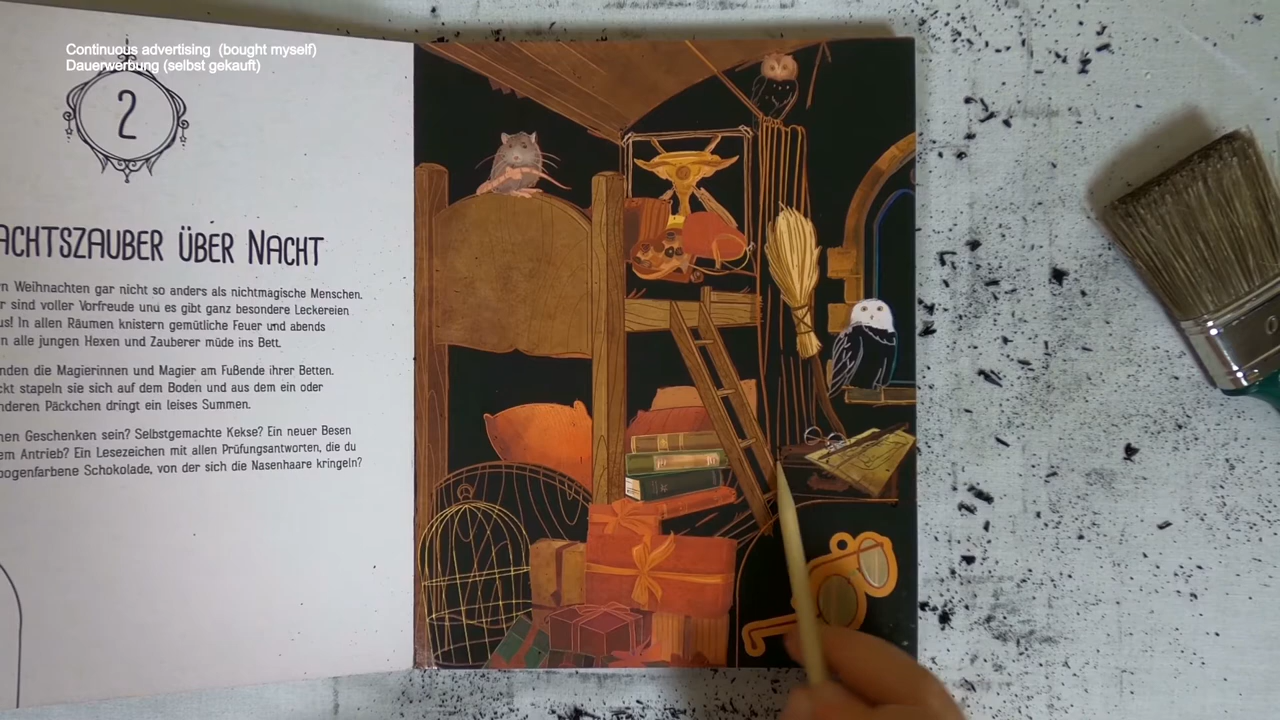 Continuous advertising (bought myself)
Dauerwerbung (selbst gekauft)
2
ACHTSZAUBER ÜBER NACHT
n Weihnachten gar nicht so anders als nichtmagische Menschen.
r sind voller Vorfreude und es gibt ganz besondere Leckereien
us! In allen Räumen knistern gemütliche Feuer und abends
n alle jungen Hexen und Zauberer müde ins Bett.
nden die Magierinnen und Magier am Fußende ihrer Betten.
ckt stapeln sie sich auf dem Boden und aus dem ein oder
nderen Päckchen dringt ein leises Summen.
nen Geschenken sein? Selbstgemachte Kekse? Ein neuer Besen
em Antrieb? Ein Lesezeichen mit allen Prüfungsantworten, die du
bogenfarbene Schokolade, von der sich die Nasenhaare kringeln?